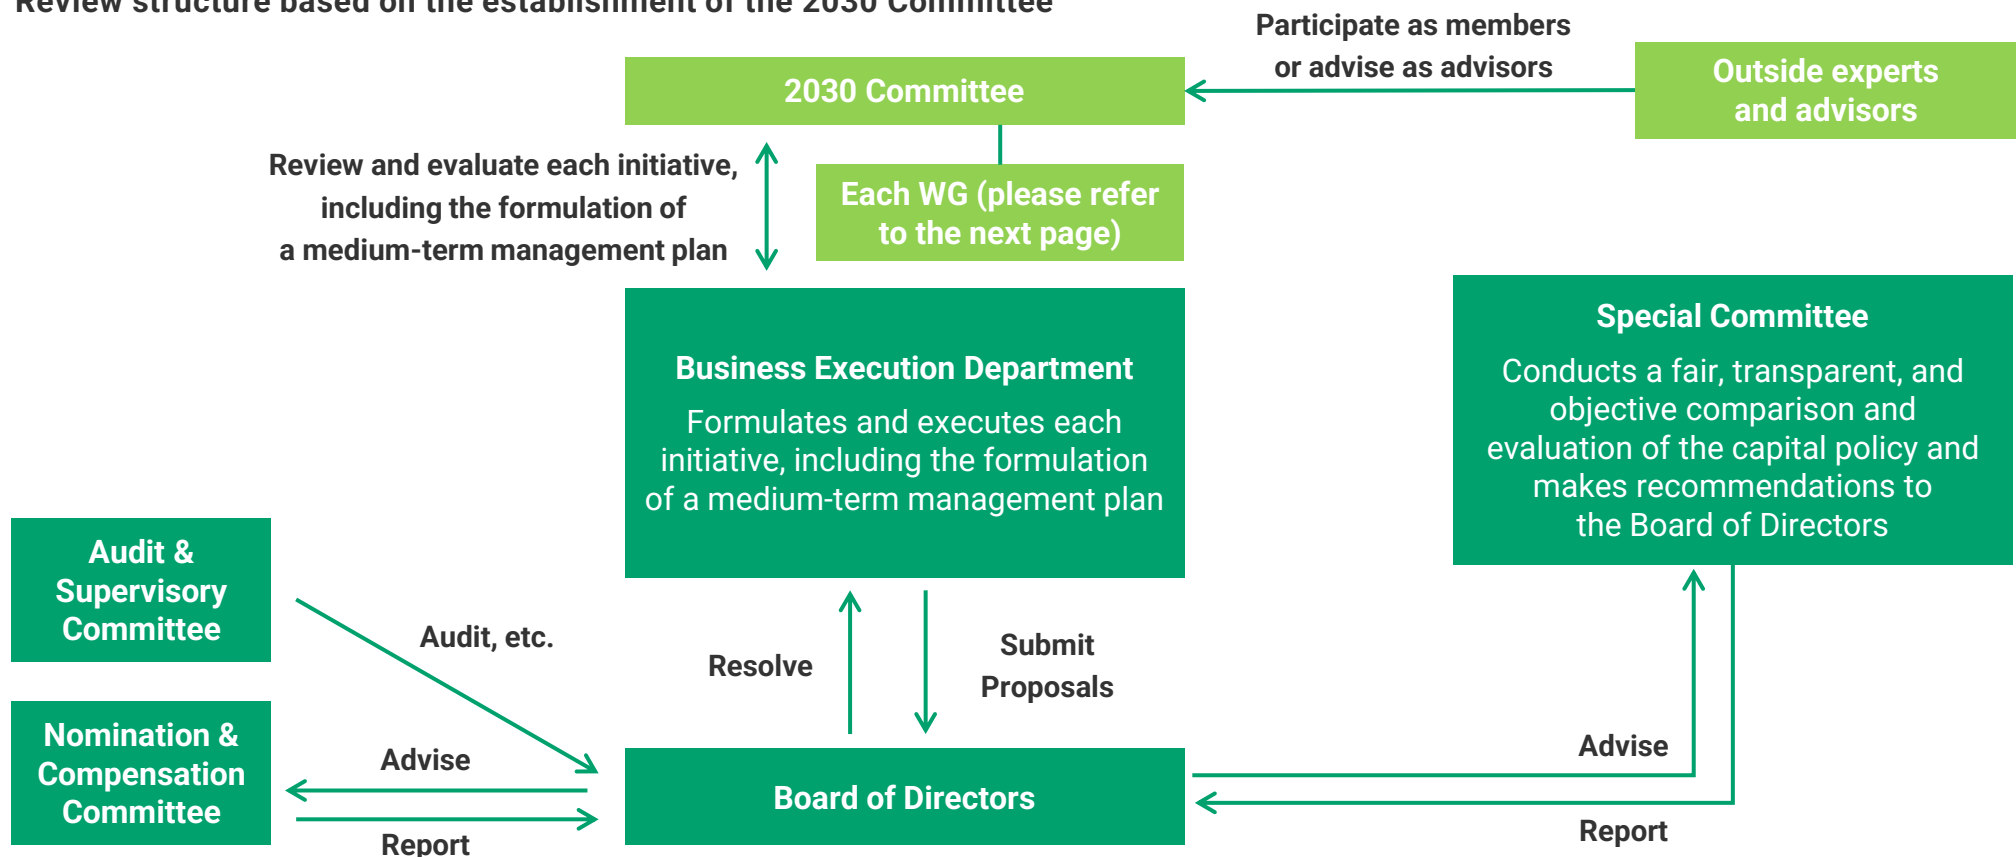 Review structure based on the establishment of the 2030 Committee
Participate as members
or advise as advisors
Outside experts
and advisors
2030 Committee
Review and evaluate each initiative,
including the formulation of
a medium-term management plan
Each WG (please refer
to the next page)
Business Execution Department
Formulates and executes each
initiative, including the formulation
of a medium-term management plan
Special Committee
Conducts a fair, transparent, and
objective comparison and
evaluation of the capital policy and
makes recommendations to
the Board of Directors
Audit &
Supervisory
Committee
Audit, etc.
Resolve
Submit
Proposals
Nomination &
Compensation
Committee
Advise
Report
Board of Directors
Advise
Report